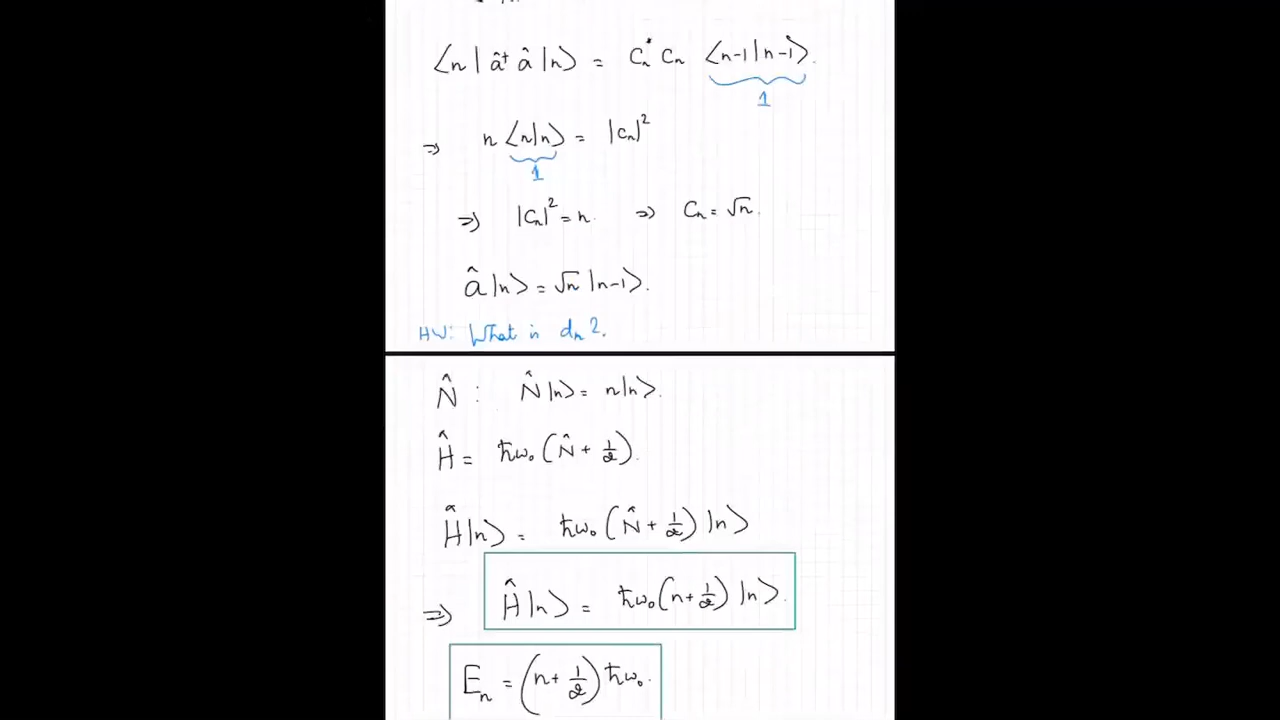 ⟨n| â† â |n⟩ = Cₙ* Cₙ ⟨n-1|n-1⟩.
1
⇒ n ⟨n|n⟩ = |Cₙ|²
1
⇒ |Cₙ|² = n. ⇒ Cₙ = √n.
â |n⟩ = √n |n-1⟩.
HW: What is dₙ?.
N̂ : N̂ |n⟩ = n|n⟩.
Ĥ = ħω₀ (N̂ + 1/2).
Ĥ|n⟩ = ħω₀ (N̂ + 1/2) |n⟩
⇒ Ĥ|n⟩ = ħω₀ (n + 1/2) |n⟩.
Eₙ = (n + 1/2) ħω₀.